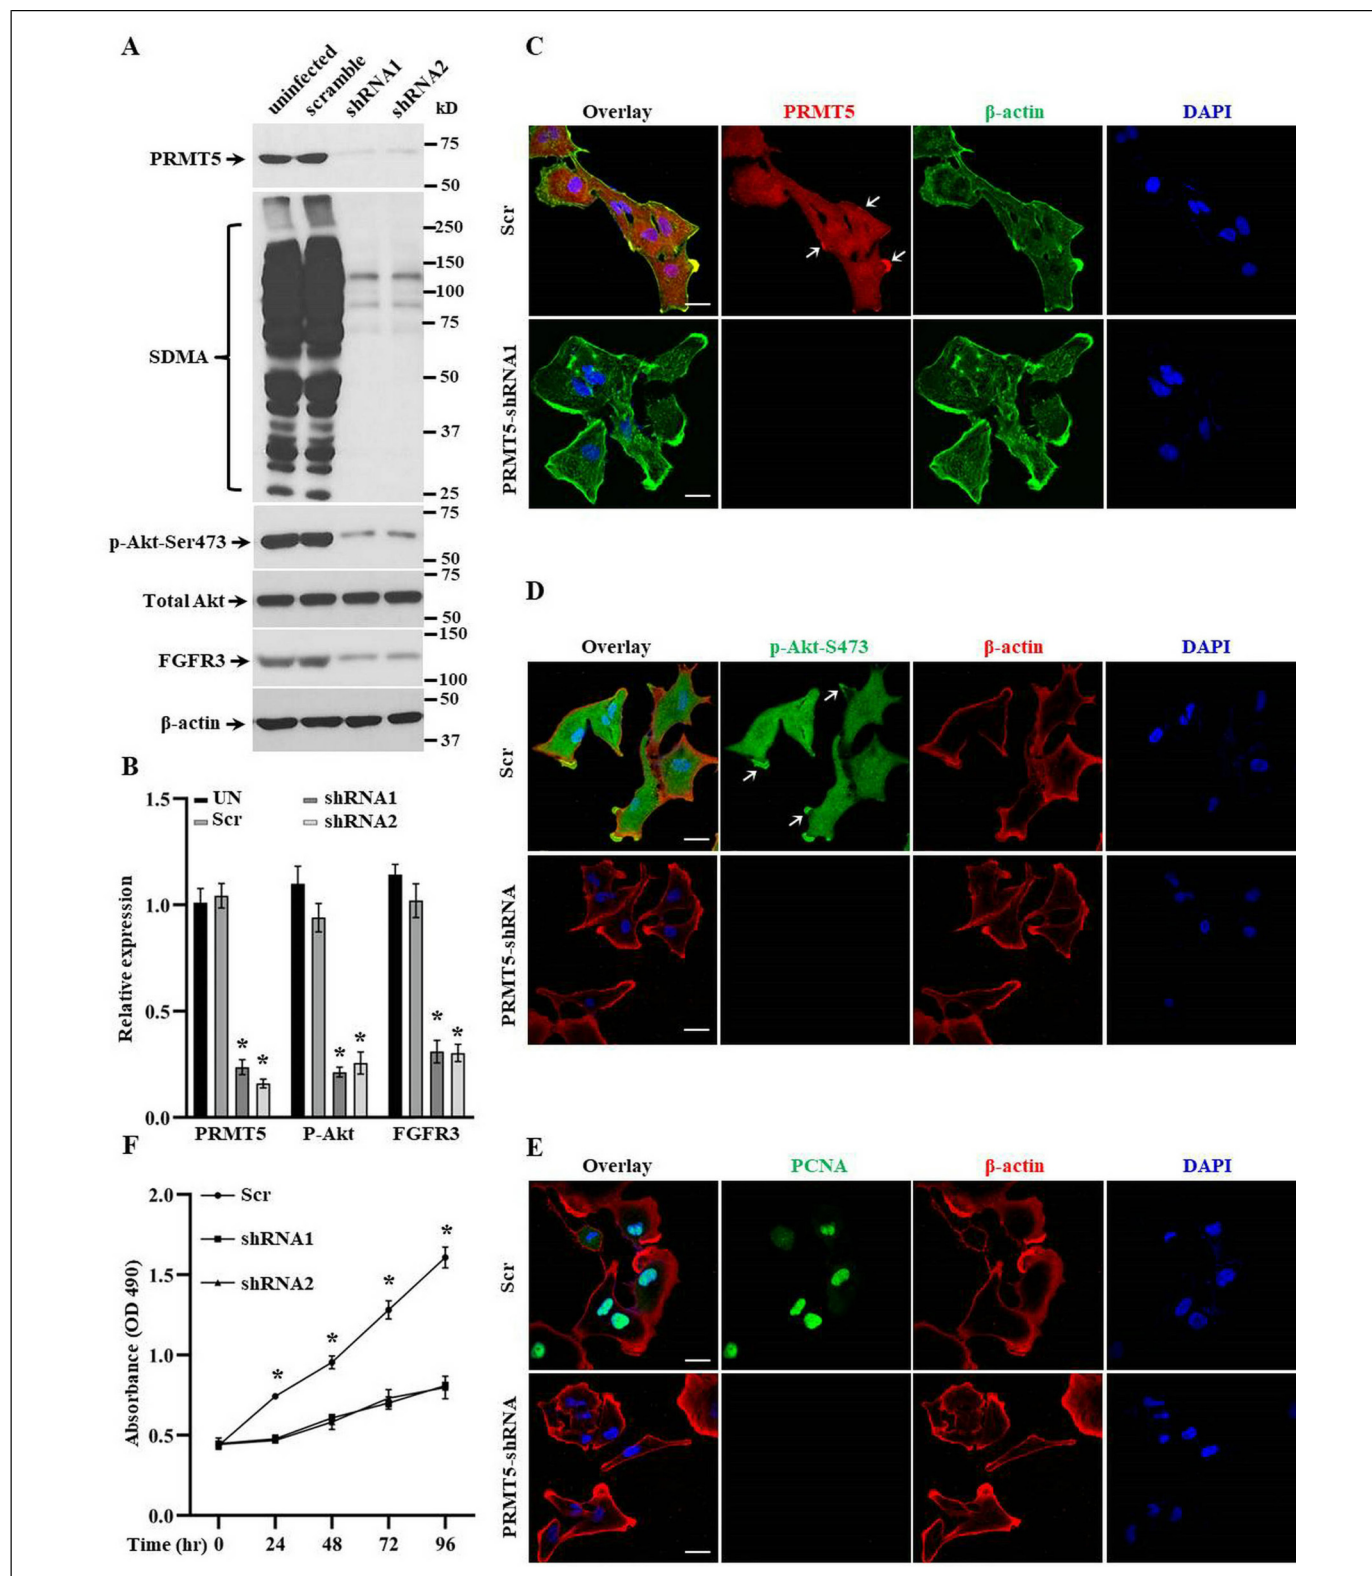 A
uninfected
scramble
shRNA1
shRNA2
kD
PRMT5
75
50
SDMA
250
150
100
75
50
37
25
p-Akt-Ser473
75
50
Total Akt
75
50
FGFR3
150
100
β-actin
50
37
B
1.5
1.0
0.5
0.0
Relative expression
UN
Scr
shRNA1
shRNA2
* * * * * *
PRMT5 P-Akt FGFR3
F
2.0
1.5
1.0
0.5
0.0
Absorbance (OD 490)
Scr
shRNA1
shRNA2
* * * *
Time (hr) 0 24 48 72 96
C
Overlay PRMT5 β-actin DAPI
Scr
PRMT5-shRNA1
D
Overlay p-Akt-S473 β-actin DAPI
Scr
PRMT5-shRNA
E
Overlay PCNA β-actin DAPI
Scr
PRMT5-shRNA